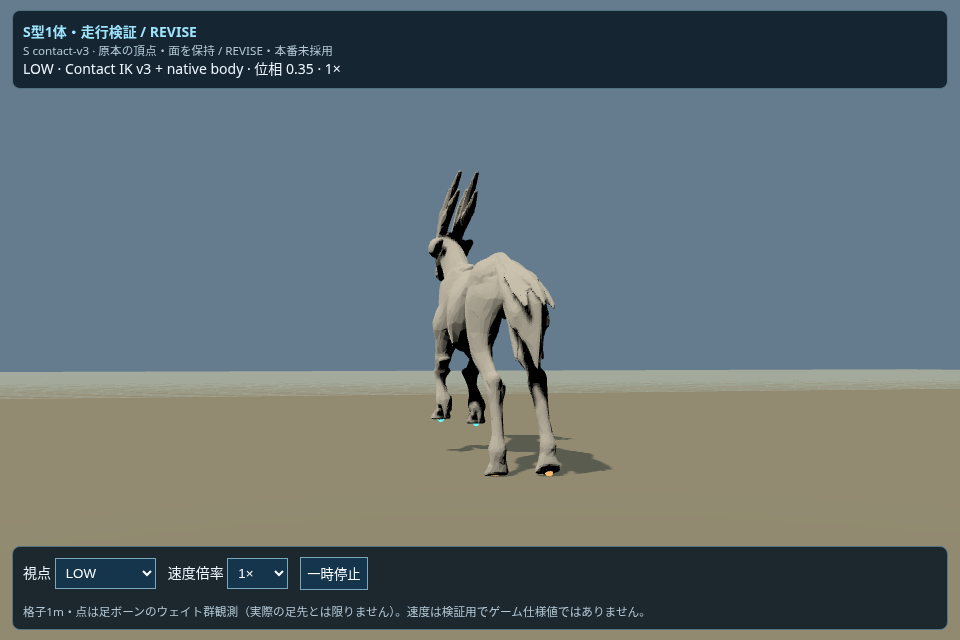 S型1体・走行検証 / REVISE
S contact-v3 · 原本の頂点・面を保持 / REVISE・本番未採用
LOW · Contact IK v3 + native body · 位相 0.35 · 1×
視点 LOW 速度倍率 1× 一時停止
格子1m・点は足ボーンのウェイト群観測（実際の足先とは限りません）。速度は検証用でゲーム仕様値ではありません。